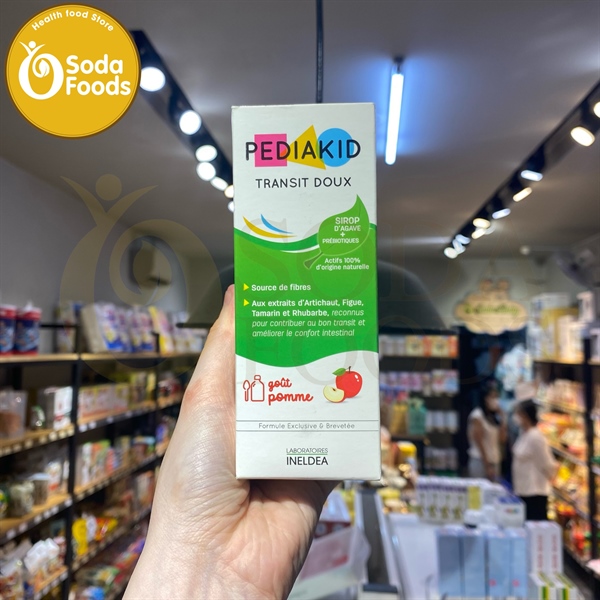 Health food Store
Soda
Foods
PEDIAKID
TRANSIT DOUX
SIROP
D'AGAVE
+
PRÉBIOTIQUES
Actifs 100%
d'origine naturelle
Source de fibres
Aux extraits d'Artichaut, Figue,
Tamarin et Rhubarbe, reconnus
pour contribuer au bon transit et
améliorer le confort intestinal
goût
pomme
Formule Exclusive & Brevetée
LABORATOIRES
INELDEA